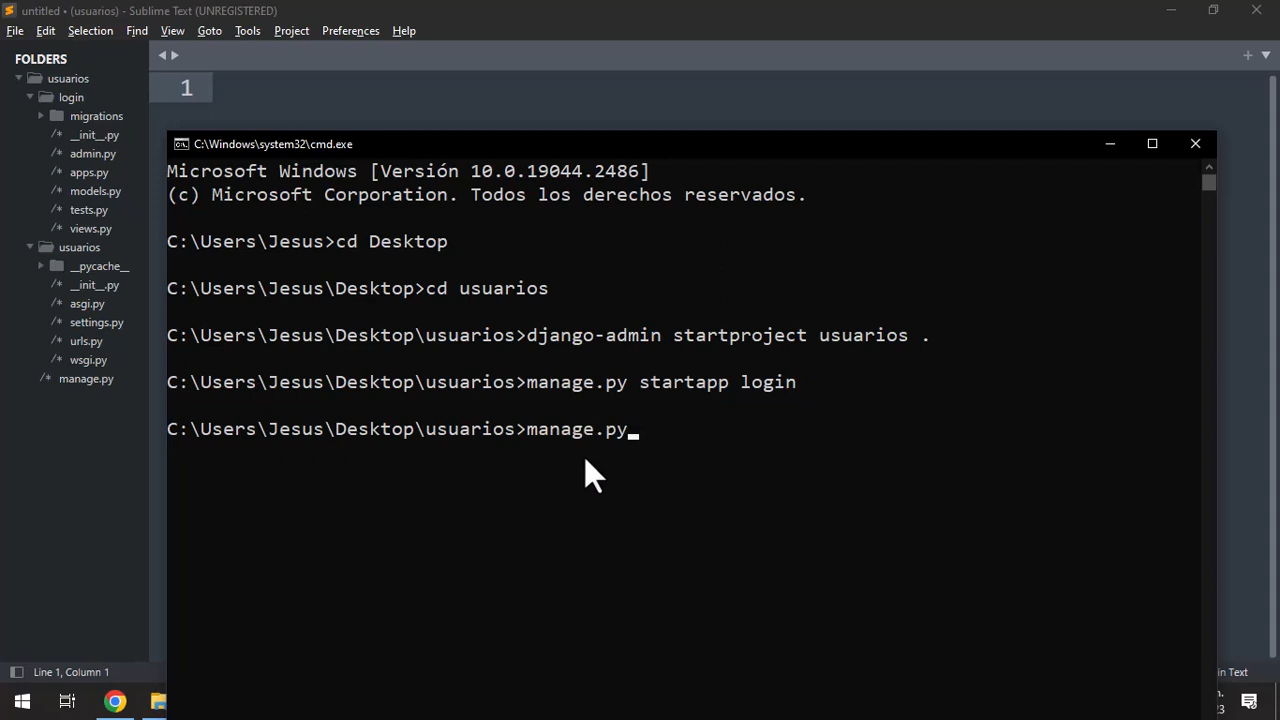 untitled • (usuarios) - Sublime Text (UNREGISTERED)
File Edit Selection Find View Goto Tools Project Preferences Help
FOLDERS
usuarios
login
migrations
/* __init__.py
/* admin.py
/* apps.py
/* models.py
/* tests.py
/* views.py
usuarios
__pycache__
/* __init__.py
/* asgi.py
/* settings.py
/* urls.py
/* wsgi.py
/* manage.py
1
C:\Windows\system32\cmd.exe
Microsoft Windows [Versión 10.0.19044.2486]
(c) Microsoft Corporation. Todos los derechos reservados.
C:\Users\Jesus>cd Desktop
C:\Users\Jesus\Desktop>cd usuarios
C:\Users\Jesus\Desktop\usuarios>django-admin startproject usuarios .
C:\Users\Jesus\Desktop\usuarios>manage.py startapp login
C:\Users\Jesus\Desktop\usuarios>manage.py
Line 1, Column 1
in Text
n.
23